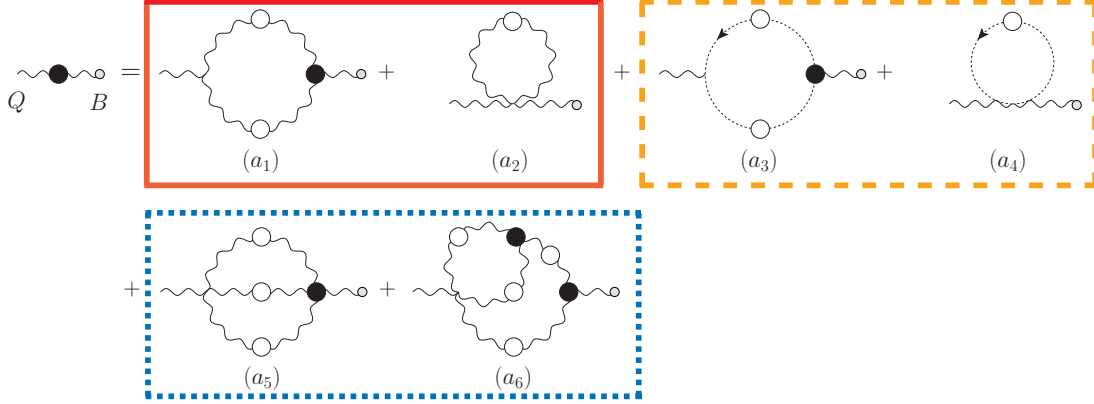 Q B = + + +
(a1) (a2) (a3) (a4)
+ +
(a5) (a6)